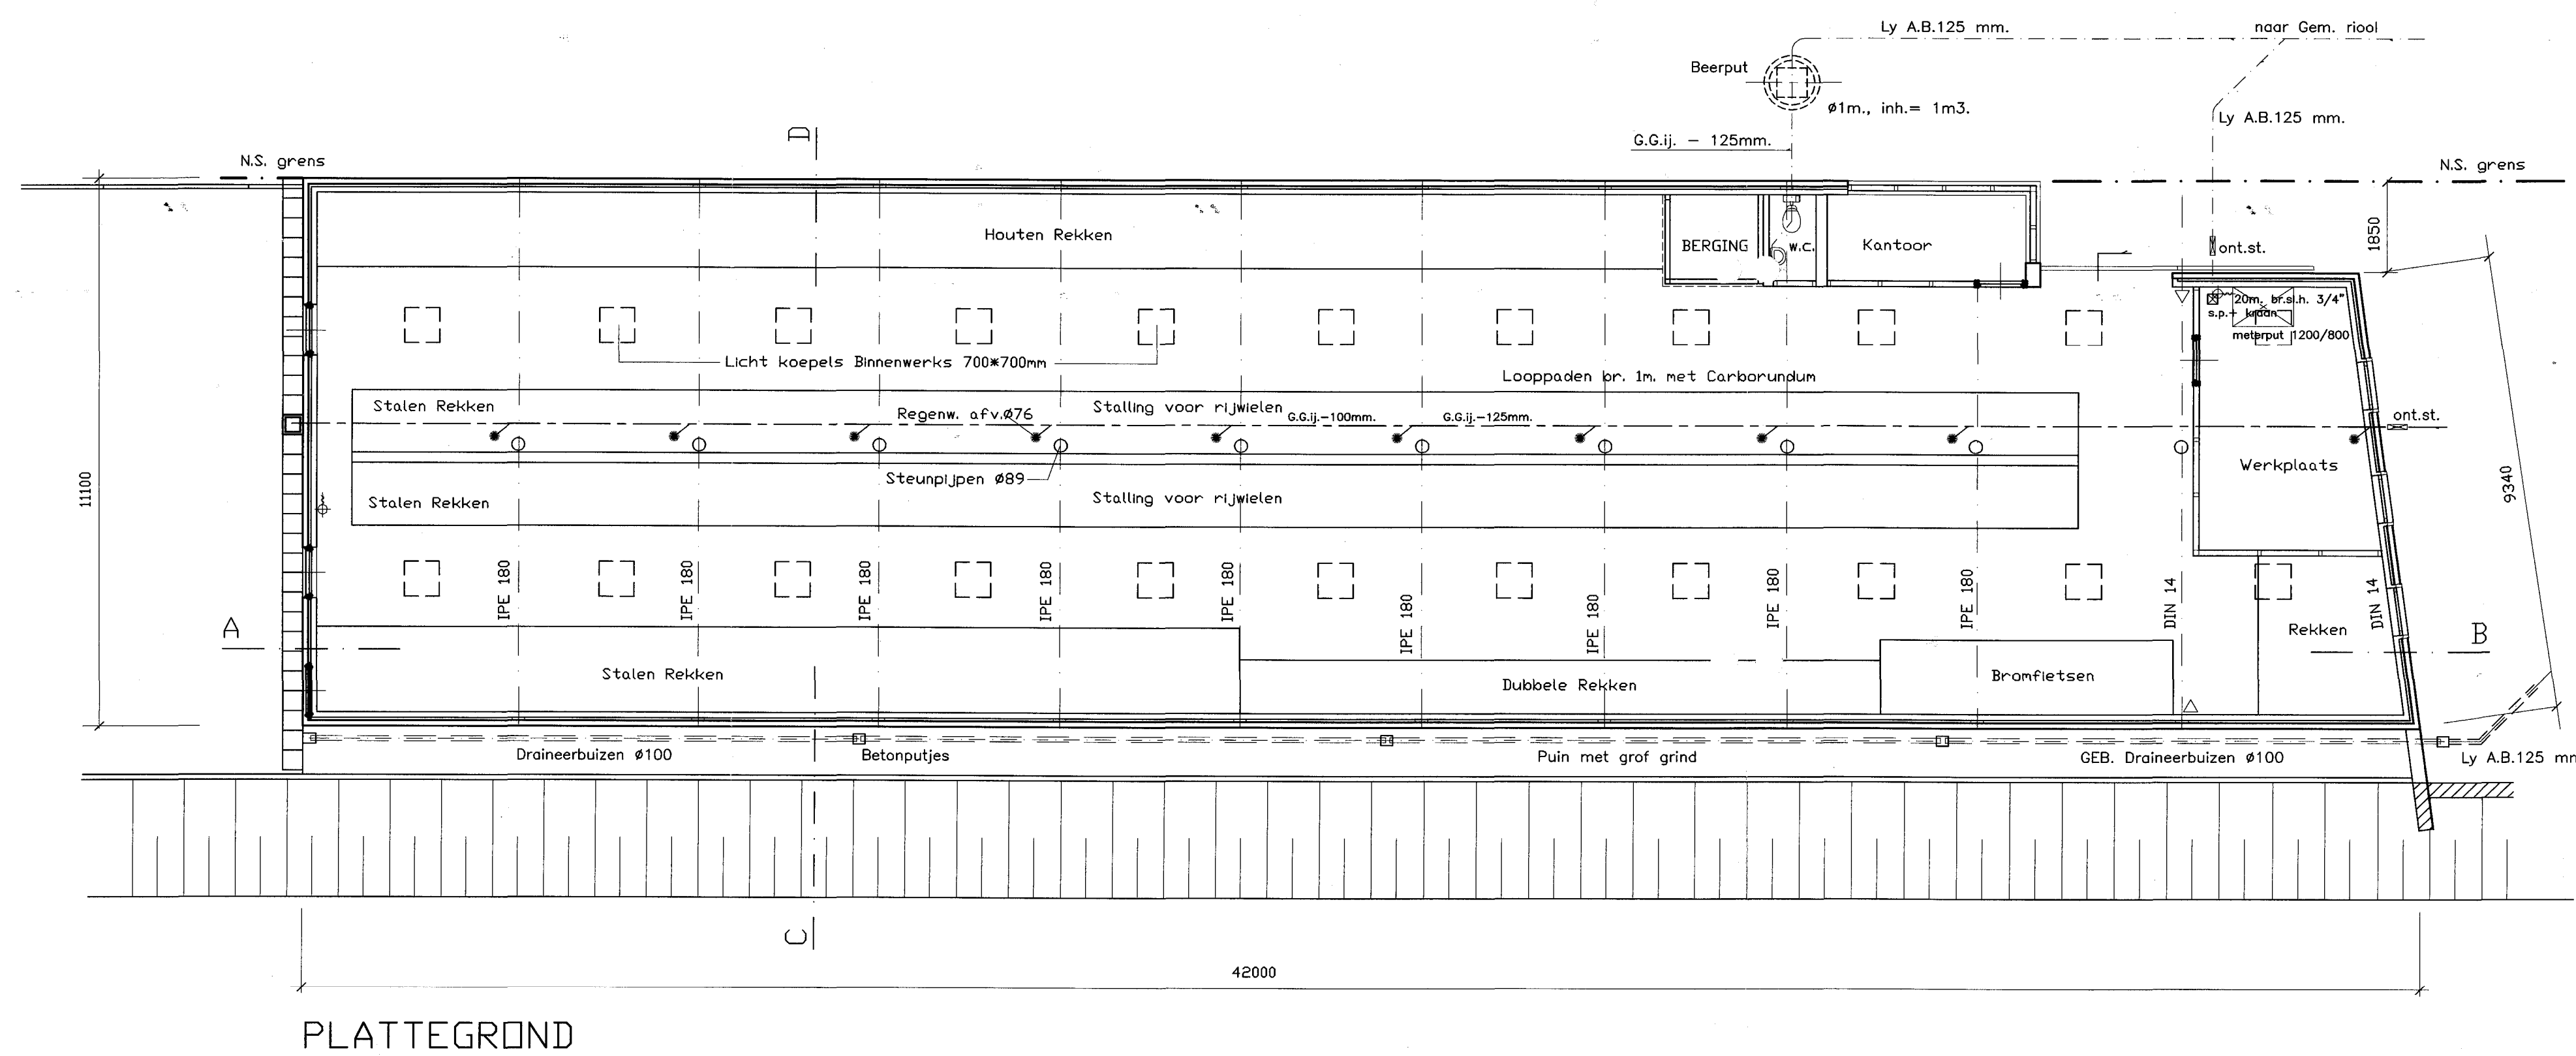 Ly A.B.125 mm.
naar Gem. riool
Beerput
ø1m., inh.= 1m3.
Ly A.B.125 mm.
G.G.ij. - 125mm.
D
N.S. grens
N.S. grens
1850
Houten Rekken
BERGING
w.c.
Kantoor
ont.st.
20m. br.sl.h. 3/4"
s.p.+ kraan
meterput 1200/800
Licht koepels Binnenwerks 700*700mm
Looppaden br. 1m. met Carborundum
Stalen Rekken
Regenw. afv.ø76
Stalling voor rijwielen
G.G.ij.-100mm.
G.G.ij.-125mm.
ont.st.
Steunpijpen ø89
Werkplaats
11100
9340
Stalen Rekken
Stalling voor rijwielen
IPE 180
IPE 180
IPE 180
IPE 180
IPE 180
IPE 180
IPE 180
IPE 180
IPE 180
DIN 14
DIN 14
A
Rekken
B
Stalen Rekken
Dubbele Rekken
Bromfietsen
Draineerbuizen ø100
Betonputjes
Puin met grof grind
GEB. Draineerbuizen ø100
Ly A.B.125 mm
C
42000
PLATTEGROND